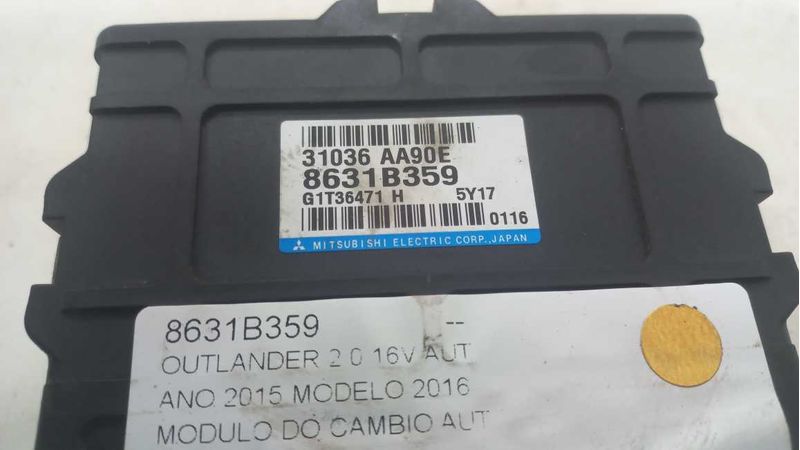 31036 AA90E
8631B359
G1T36471 H 5Y17
0116
MITSUBISHI ELECTRIC CORP., JAPAN
8631B359 --
OUTLANDER 2.0 16V AUT
ANO 2015 MODELO 2016
MODULO DO CAMBIO AUT